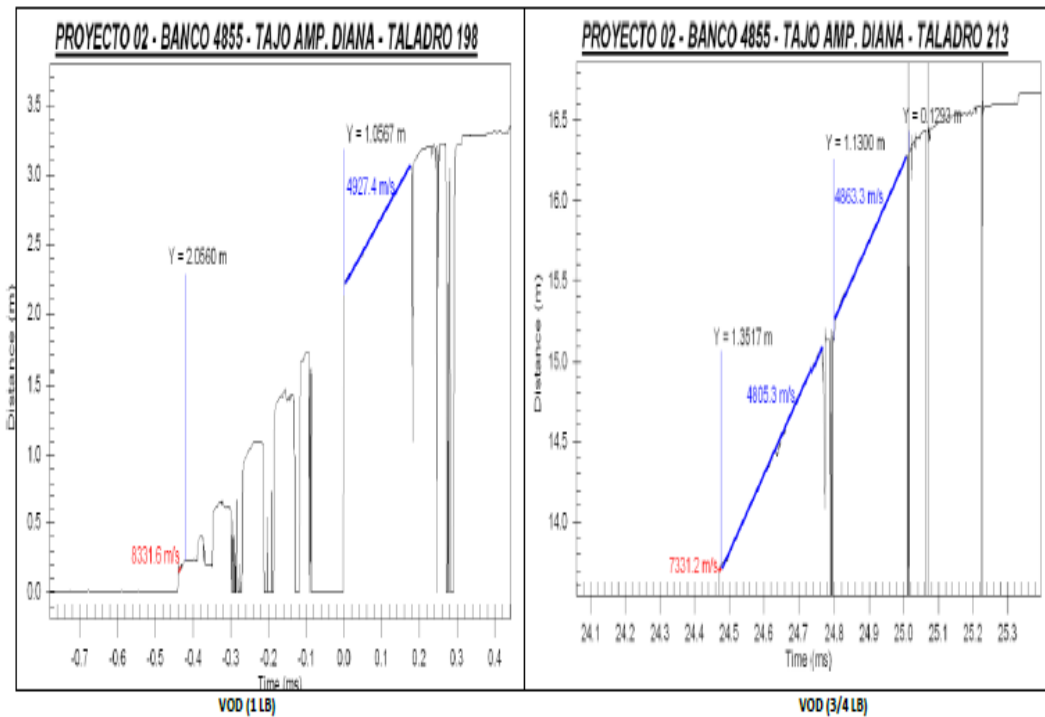 PROYECTO 02 - BANCO 4855 - TAJO AMP. DIANA - TALADRO 198
3.5
3.0
2.5
2.0
1.5
1.0
0.5
0.0
Distance (m)
Y = 1.0567 m
4927.4 m/s
Y = 2.0560 m
8331.6 m/s
-0.7 -0.6 -0.5 -0.4 -0.3 -0.2 -0.1 0.0 0.1 0.2 0.3 0.4
Time (ms)
VOD (1 LB)
PROYECTO 02 - BANCO 4855 - TAJO AMP. DIANA - TALADRO 213
16.5
16.0
15.5
15.0
14.5
14.0
Distance (m)
Y = 0.1293 m
Y = 1.1300 m
4863.3 m/s
Y = 1.3517 m
4805.3 m/s
7331.2 m/s
24.1 24.2 24.3 24.4 24.5 24.6 24.7 24.8 24.9 25.0 25.1 25.2 25.3
Time (ms)
VOD (3/4 LB)